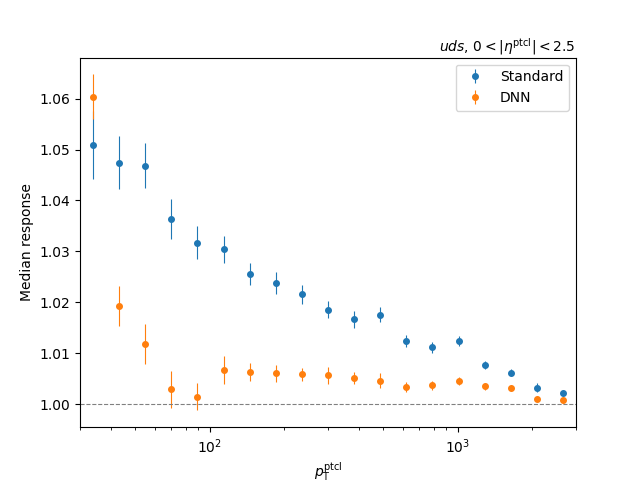 uds, 0 < |η^ptcl| < 2.5
Standard
DNN
Median response
1.06
1.05
1.04
1.03
1.02
1.01
1.00
10^2
10^3
p_T^ptcl